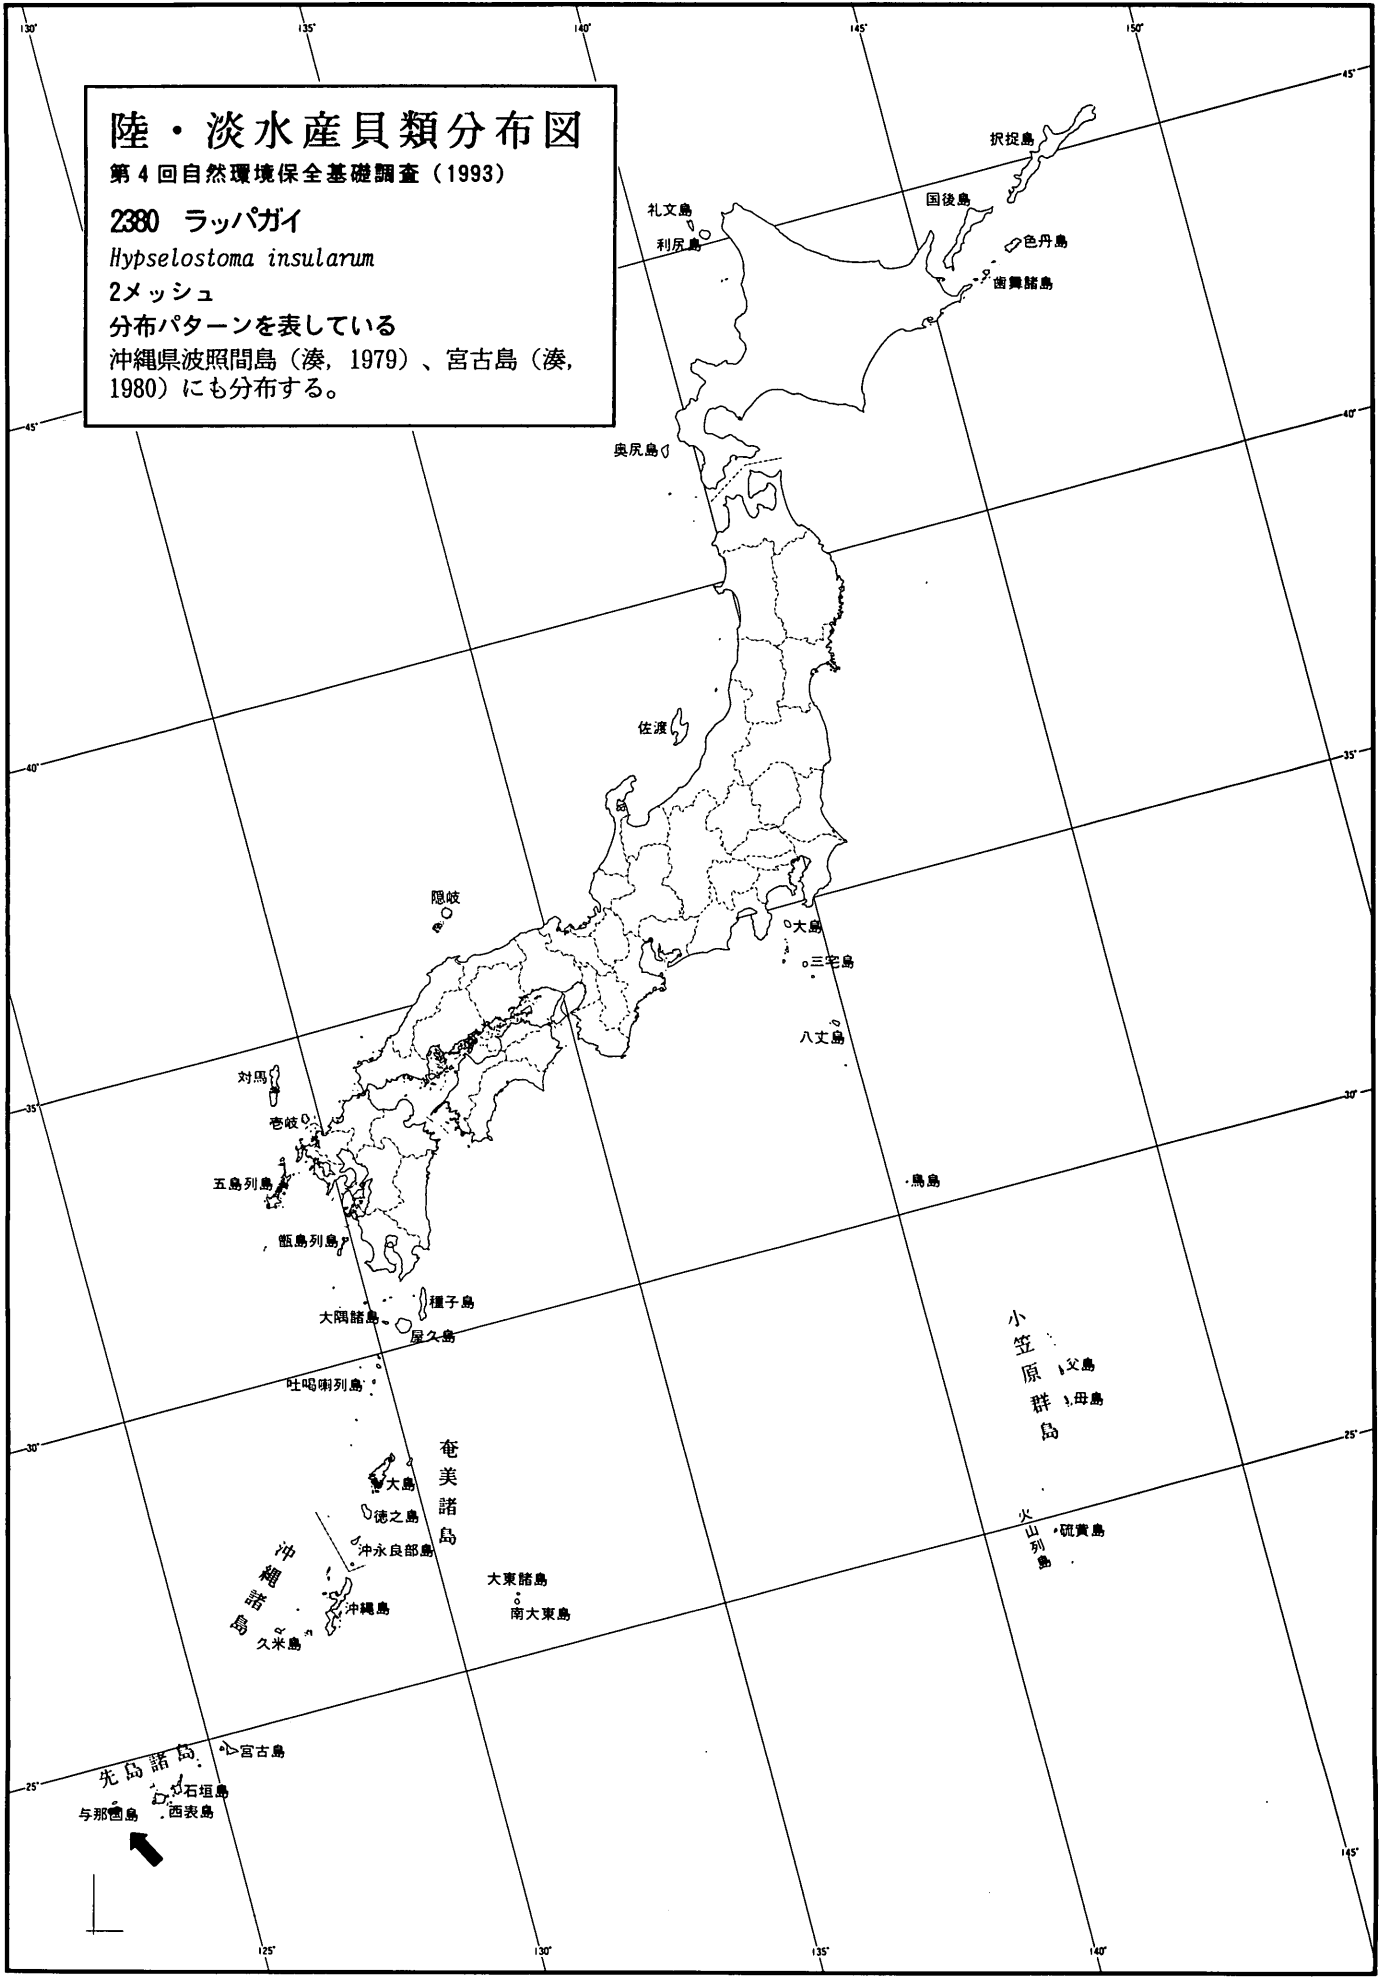 130°
135°
140°
145°
150°
陸・淡水産貝類分布図
第4回自然環境保全基礎調査（1993）
2380 ラッパガイ
Hypselostoma insularum
2メッシュ
分布パターンを表している
沖縄県波照間島（湊, 1979）、宮古島（湊,
1980）にも分布する。
45°
択捉島
国後島
色丹島
歯舞諸島
礼文島
利尻島
奥尻島
45°
40°
佐渡
40°
35°
隠岐
大島
三宅島
八丈島
対馬
壱岐
35°
30°
五島列島
鳥島
甑島列島
種子島
大隅諸島
屋久島
吐喝喇列島
小笠原群島
父島
母島
30°
25°
奄美諸島
大島
徳之島
沖永良部島
火山列島
硫黄島
沖縄諸島
沖縄島
久米島
大東諸島
南大東島
先島諸島
宮古島
石垣島
西表島
与那国島
25°
145°
125°
130°
135°
140°